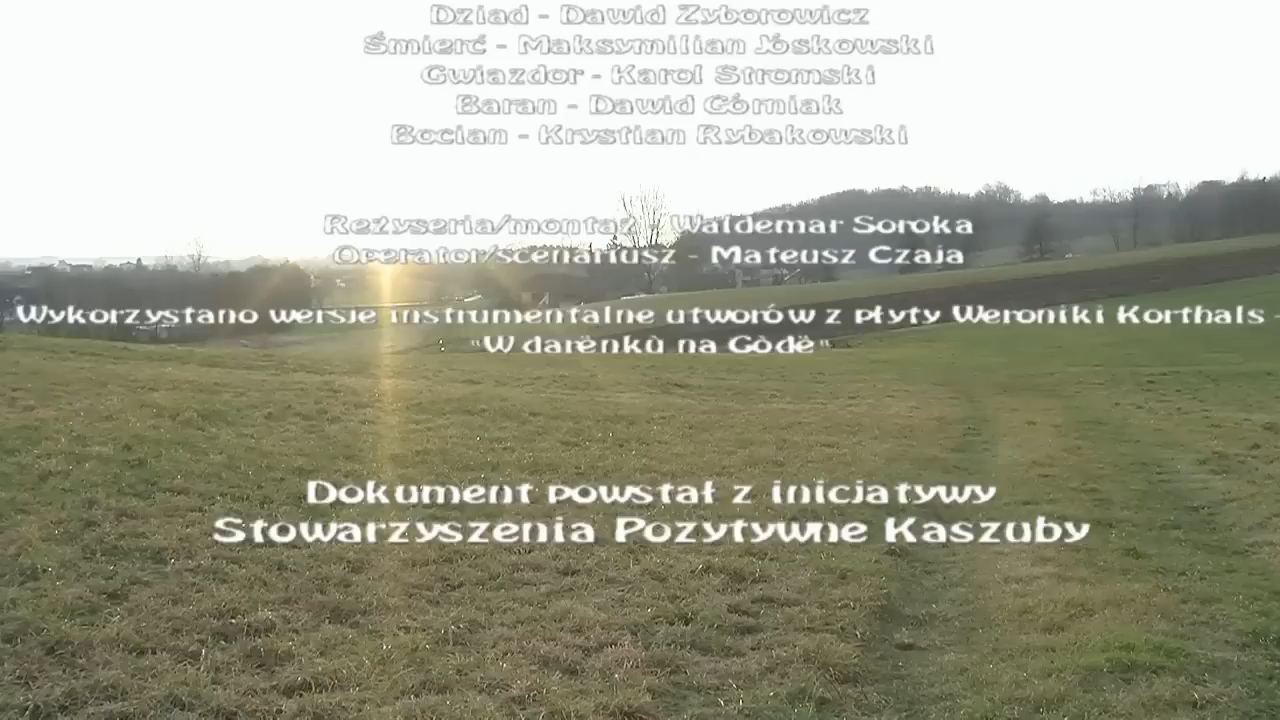 Dziad - Dawid Zyborowicz
Śmierć - Maksymilian Jóskowski
Gwiazdor - Karol Stromski
Baran - Dawid Górniak
Bocian - Krystian Rybakowski
Reżyseria/montaż - Waldemar Soroka
Operator/scenariusz - Mateusz Czaja
Wykorzystano wersje instrumentalne utworów z płyty Weroniki Korthals -
"W darënkù na Gòdë"
Dokument powstał z inicjatywy
Stowarzyszenia Pozytywne Kaszuby